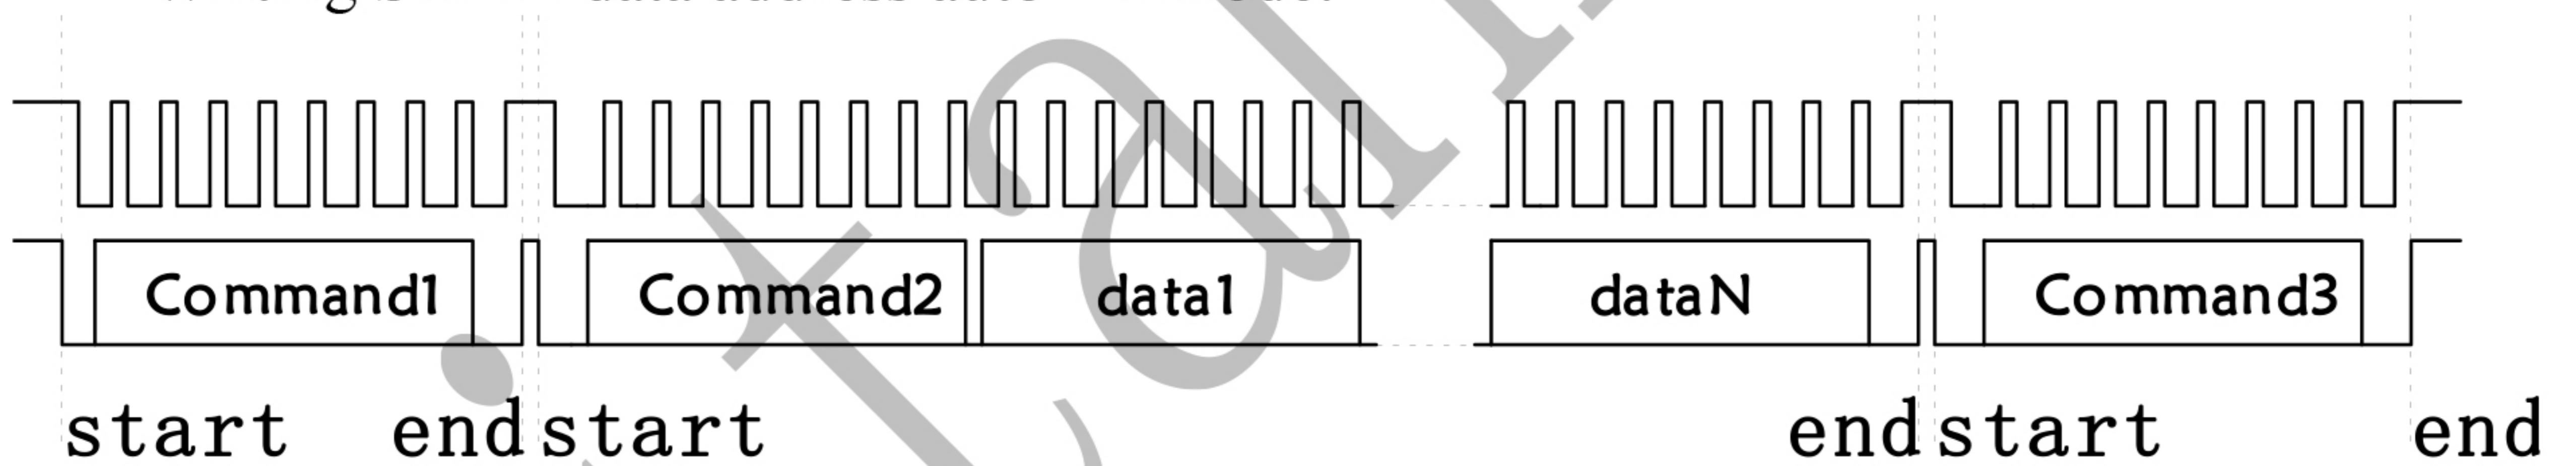 Command1 Command2 data1 dataN Command3
start end start end start end